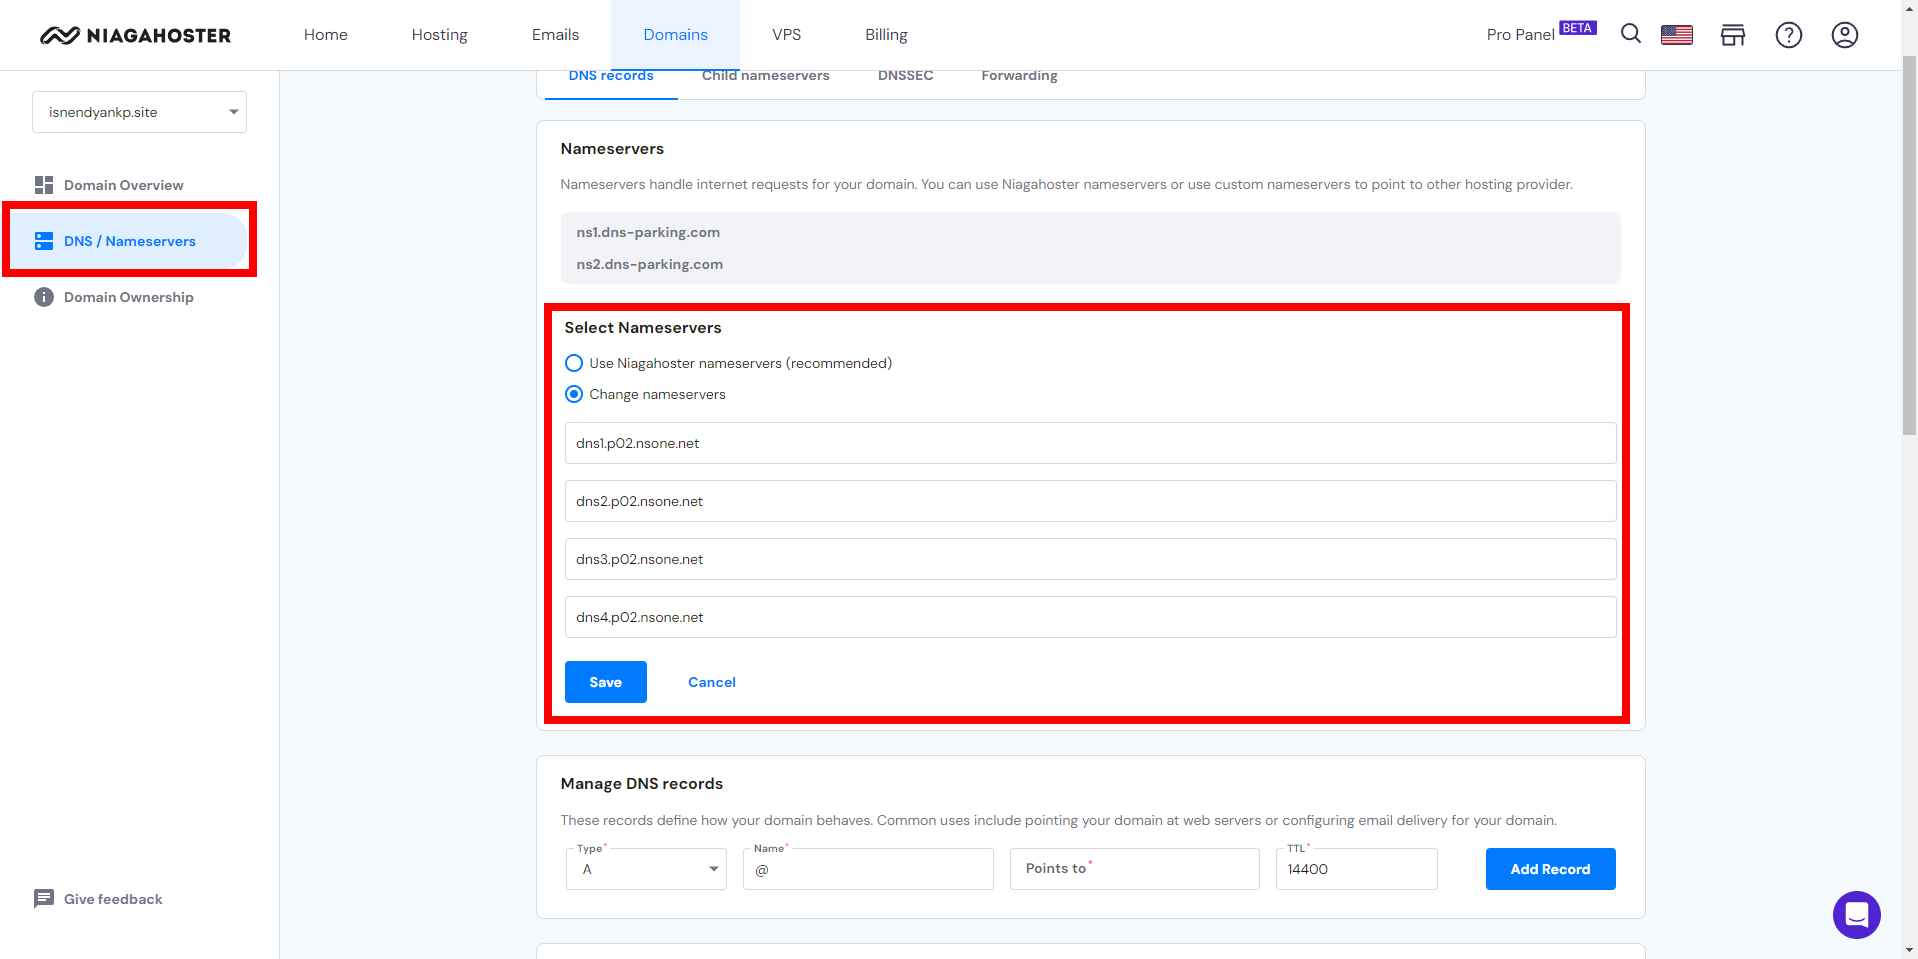 NIAGAHOSTER
Home Hosting Emails Domains VPS Billing
Pro Panel BETA
isnendyankp.site
Domain Overview
DNS / Nameservers
Domain Ownership
Give feedback
DNS records Child nameservers DNSSEC Forwarding
Nameservers
Nameservers handle internet requests for your domain. You can use Niagahoster nameservers or use custom nameservers to point to other hosting provider.
ns1.dns-parking.com
ns2.dns-parking.com
Select Nameservers
Use Niagahoster nameservers (recommended)
Change nameservers
dns1.p02.nsone.net
dns2.p02.nsone.net
dns3.p02.nsone.net
dns4.p02.nsone.net
Save Cancel
Manage DNS records
These records define how your domain behaves. Common uses include pointing your domain at web servers or configuring email delivery for your domain.
Type* Name* TTL*
A @ Points to* 14400 Add Record